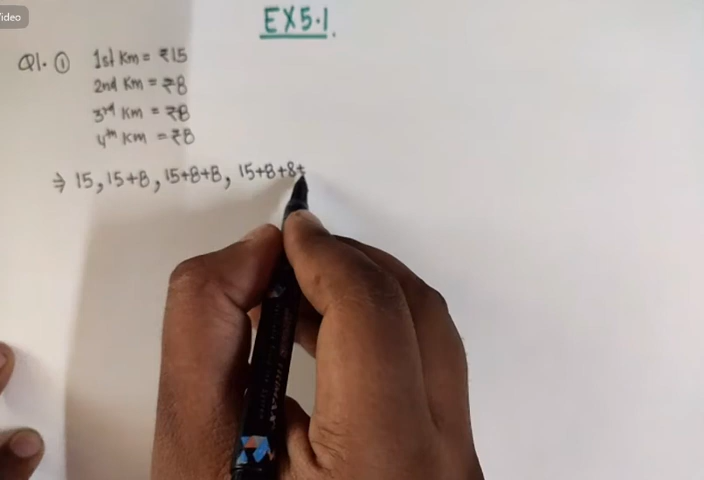 Video
EX5.1.
Q1. ① 1st Km = ₹15
2nd Km = ₹8
3rd Km = ₹8
4th Km = ₹8
⇒ 15, 15+8, 15+8+8, 15+8+8+